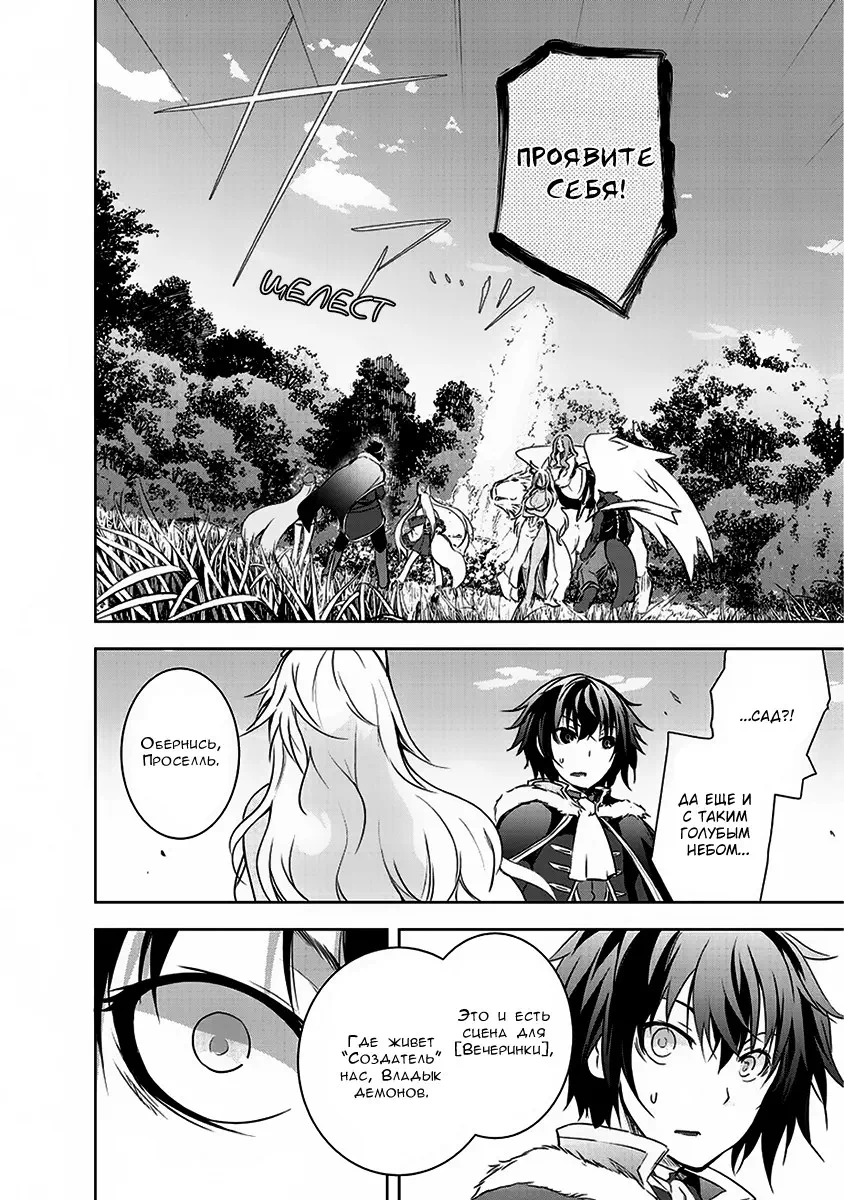 ПРОЯВИТЕ
СЕБЯ!
ШЕЛЕСТ
...САД?!
ДА ЕЩЕ И
С ТАКИМ
ГОЛУБЫМ
НЕБОМ...
Обернись,
Проселль.
Это и есть
сцена для
[Вечеринки],
Где живет
“Создатель”
нас, Владык
демонов.